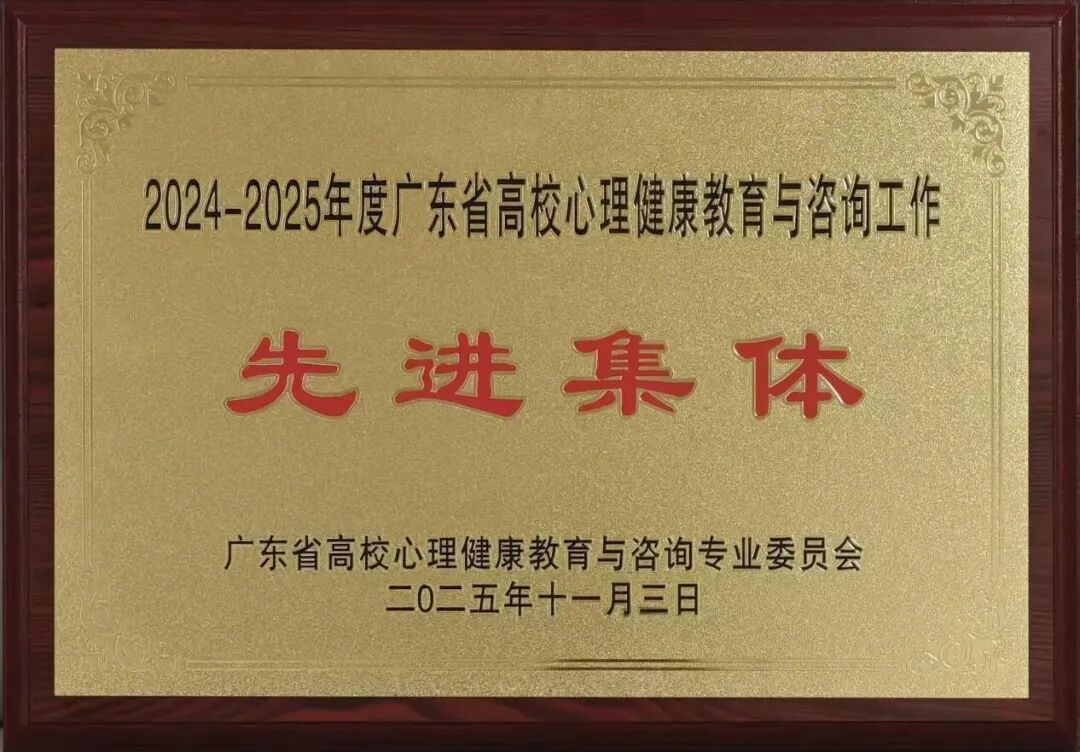 2024-2025年度广东省高校心理健康教育与咨询工作
先进集体
广东省高校心理健康教育与咨询专业委员会
二0二五年十一月三日